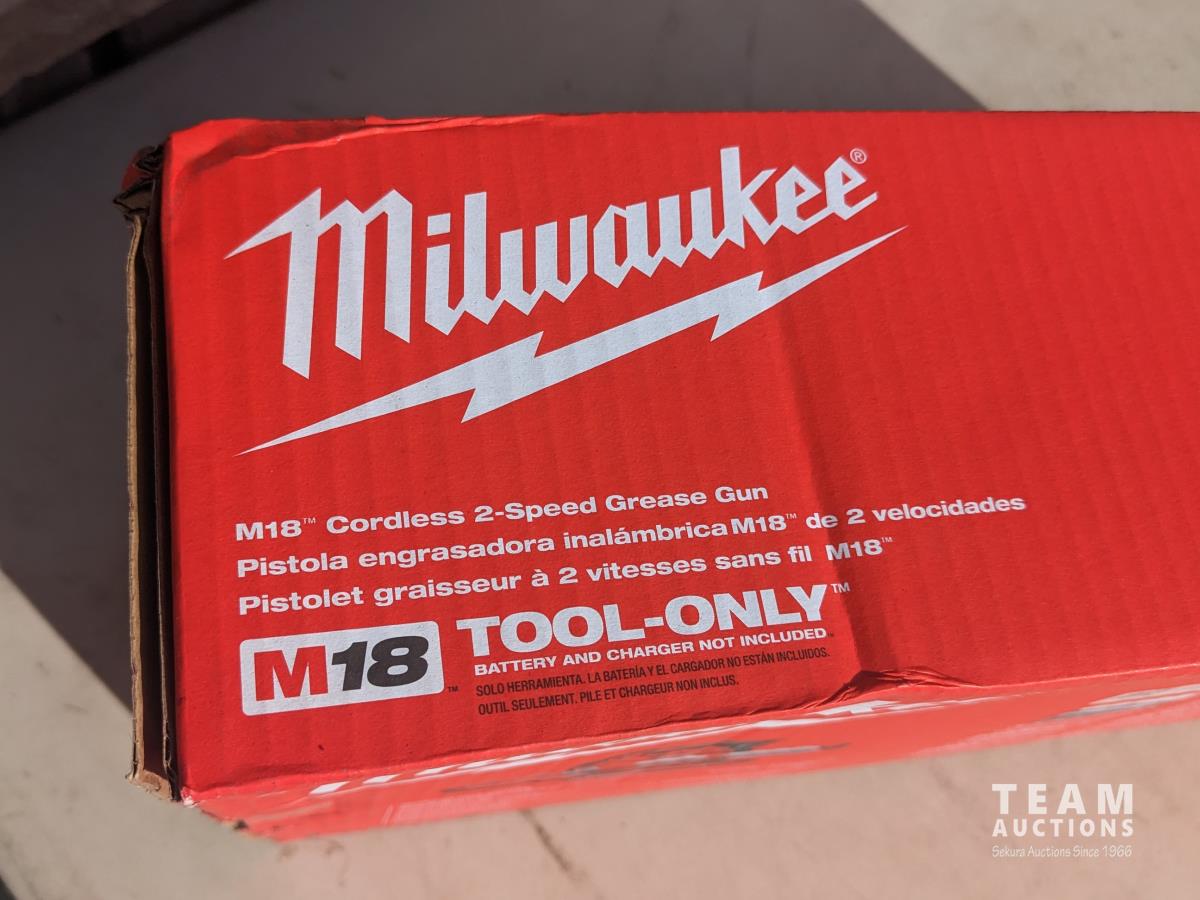 Milwaukee®
M18™ Cordless 2-Speed Grease Gun
Pistola engrasadora inalámbrica M18™ de 2 velocidades
Pistolet graisseur à 2 vitesses sans fil M18™
M18™
TOOL-ONLY™
BATTERY AND CHARGER NOT INCLUDED
SOLO HERRAMIENTA. LA BATERÍA Y EL CARGADOR NO ESTÁN INCLUIDOS.
OUTIL SEULEMENT. PILE ET CHARGEUR NON INCLUS.
TEAM
AUCTIONS
Sekura Auctions Since 1966